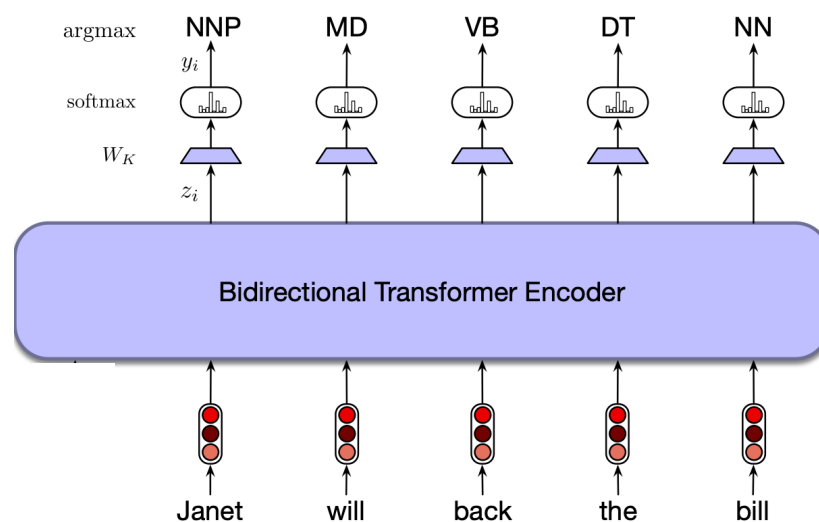 argmax NNP MD VB DT NN
y_i
softmax
W_K
z_i
Bidirectional Transformer Encoder
Janet will back the bill